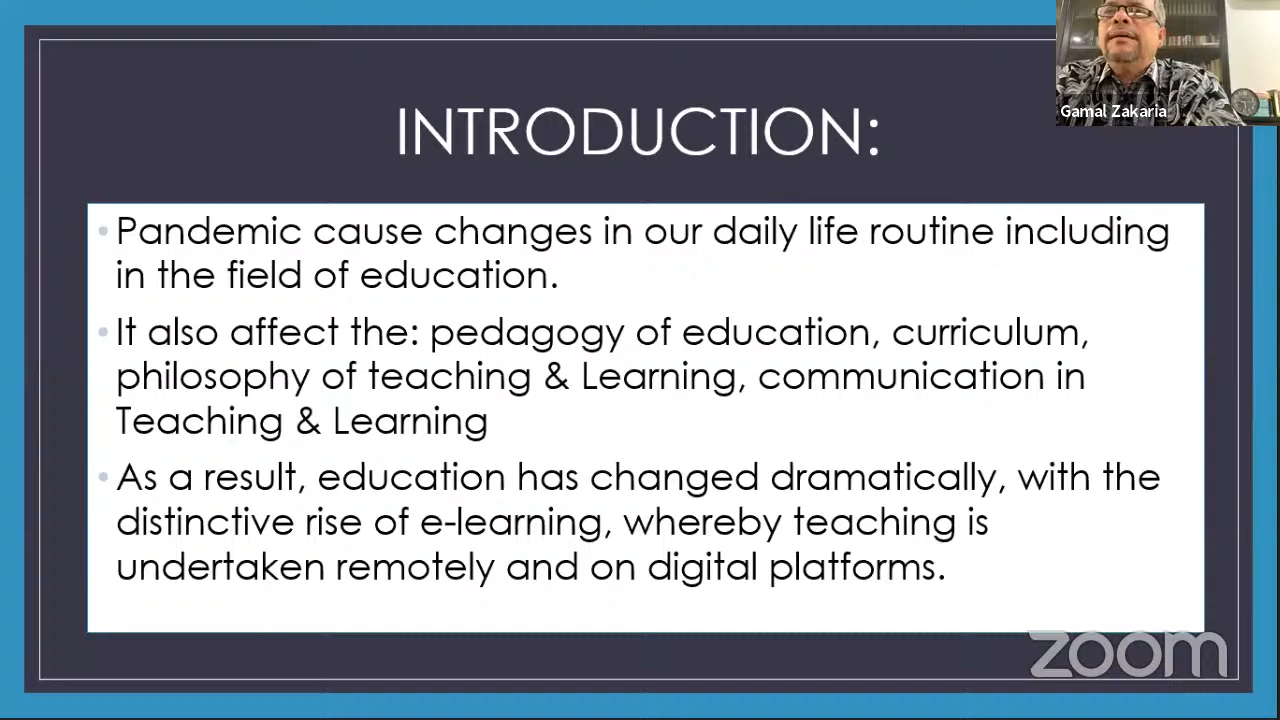 Gamal Zakaria
INTRODUCTION:
• Pandemic cause changes in our daily life routine including
in the field of education.
• It also affect the: pedagogy of education, curriculum,
philosophy of teaching & Learning, communication in
Teaching & Learning
• As a result, education has changed dramatically, with the
distinctive rise of e-learning, whereby teaching is
undertaken remotely and on digital platforms.
zoom